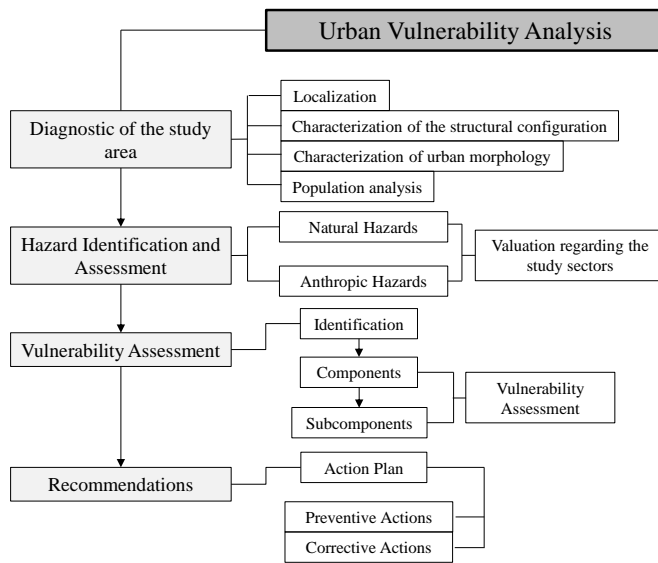 Urban Vulnerability Analysis
Diagnostic of the study
area
Localization
Characterization of the structural configuration
Characterization of urban morphology
Population analysis
Hazard Identification and
Assessment
Natural Hazards
Anthropic Hazards
Valuation regarding the
study sectors
Vulnerability Assessment
Identification
Components
Subcomponents
Vulnerability
Assessment
Recommendations
Action Plan
Preventive Actions
Corrective Actions